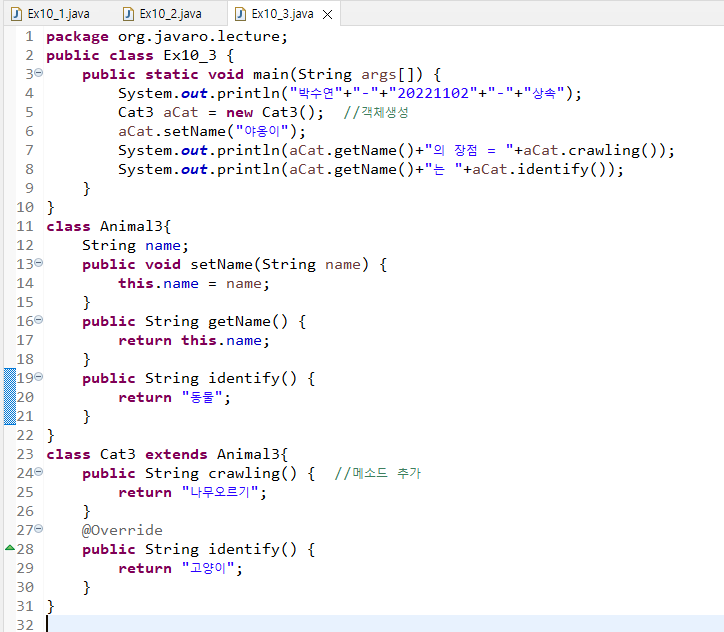 Ex10_1.java Ex10_2.java Ex10_3.java
1 package org.javaro.lecture;
2 public class Ex10_3 {
3 public static void main(String args[]) {
4 System.out.println("박수연"+"-"+"20221102"+"-"+"상속");
5 Cat3 aCat = new Cat3(); //객체생성
6 aCat.setName("야옹이");
7 System.out.println(aCat.getName()+"의 장점 = "+aCat.crawling());
8 System.out.println(aCat.getName()+"는 "+aCat.identify());
9 }
10 }
11 class Animal3{
12 String name;
13 public void setName(String name) {
14 this.name = name;
15 }
16 public String getName() {
17 return this.name;
18 }
19 public String identify() {
20 return "동물";
21 }
22 }
23 class Cat3 extends Animal3{
24 public String crawling() { //메소드 추가
25 return "나무오르기";
26 }
27 @Override
28 public String identify() {
29 return "고양이";
30 }
31 }
32